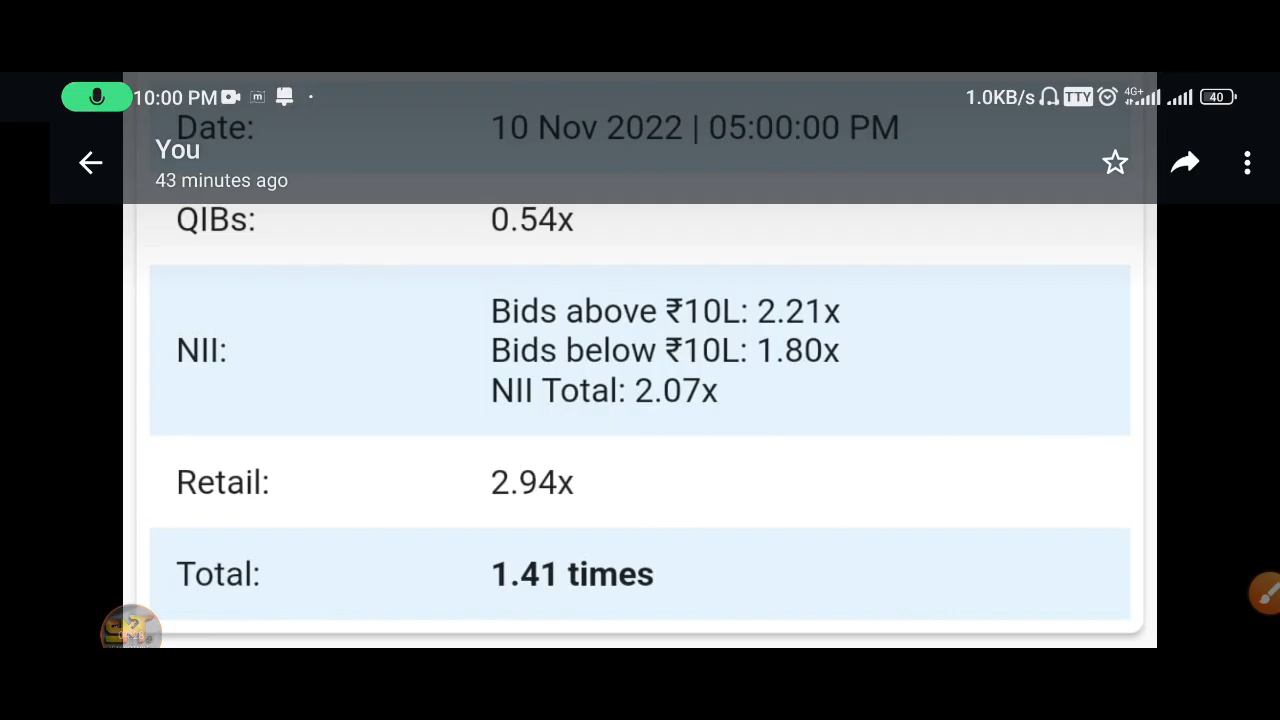 10:00 PM
1.0KB/s TTY 4G+ 40
Date: 10 Nov 2022 | 05:00:00 PM
You
43 minutes ago
QIBs: 0.54x
Bids above ₹10L: 2.21x
NII: Bids below ₹10L: 1.80x
NII Total: 2.07x
Retail: 2.94x
Total: 1.41 times